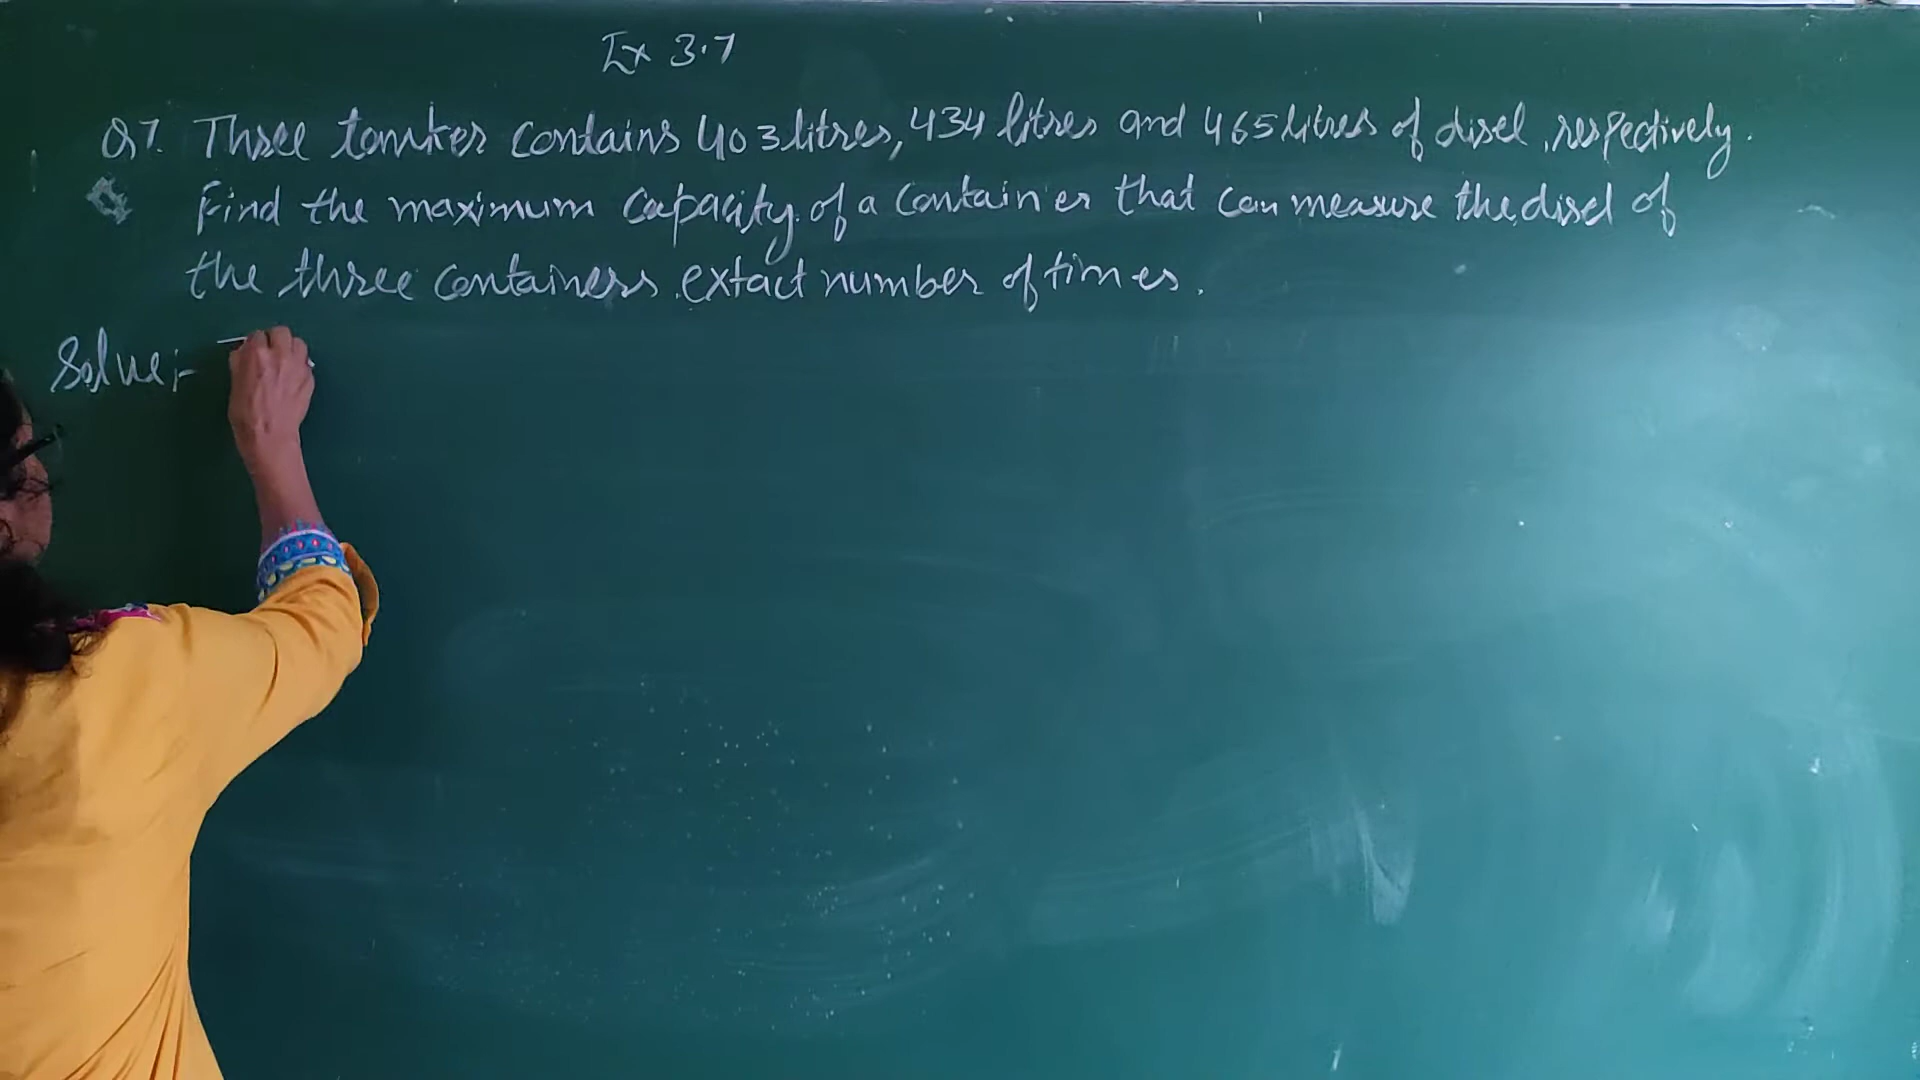 Ex 3.7
Q7. Three tanker contains 403 litres, 434 litres and 465 litres of disel, respectively.
Find the maximum capacity of a container that can measure the disel of
the three containers extact number of times.
Solve:-